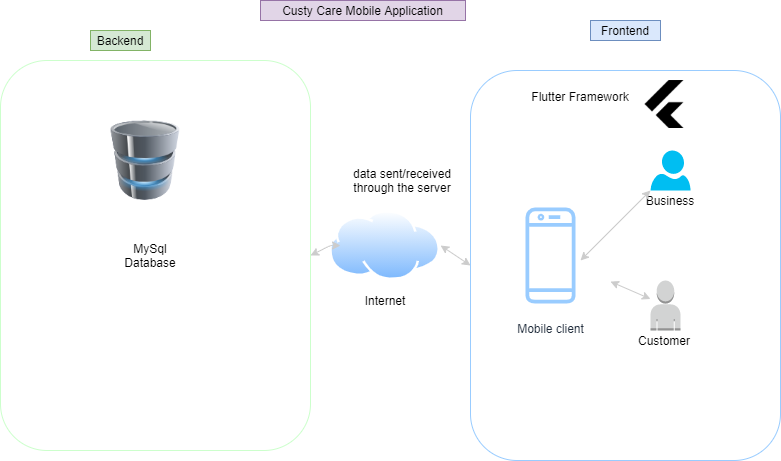 Custy Care Mobile Application
Backend
Frontend
Flutter Framework
data sent/received
through the server
Business
MySql
Database
Internet
Mobile client
Customer